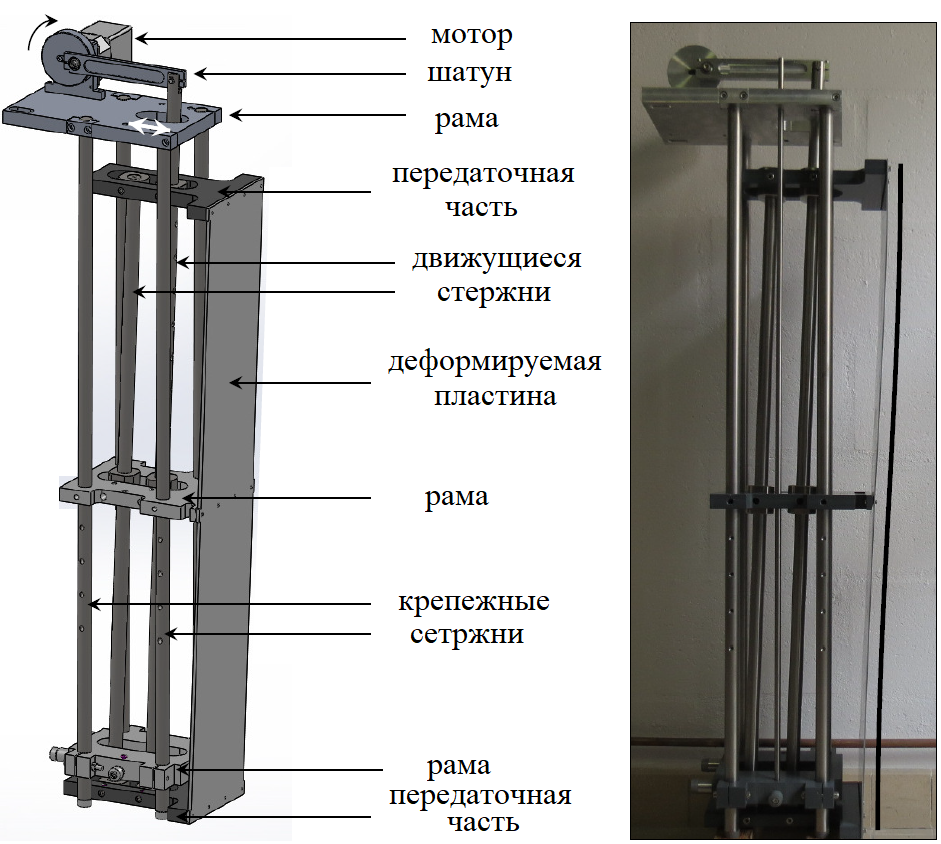 мотор
шатун
рама
передаточная
часть
движущиеся
стержни
деформируемая
пластина
рама
крепежные
сетржни
рама
передаточная
часть